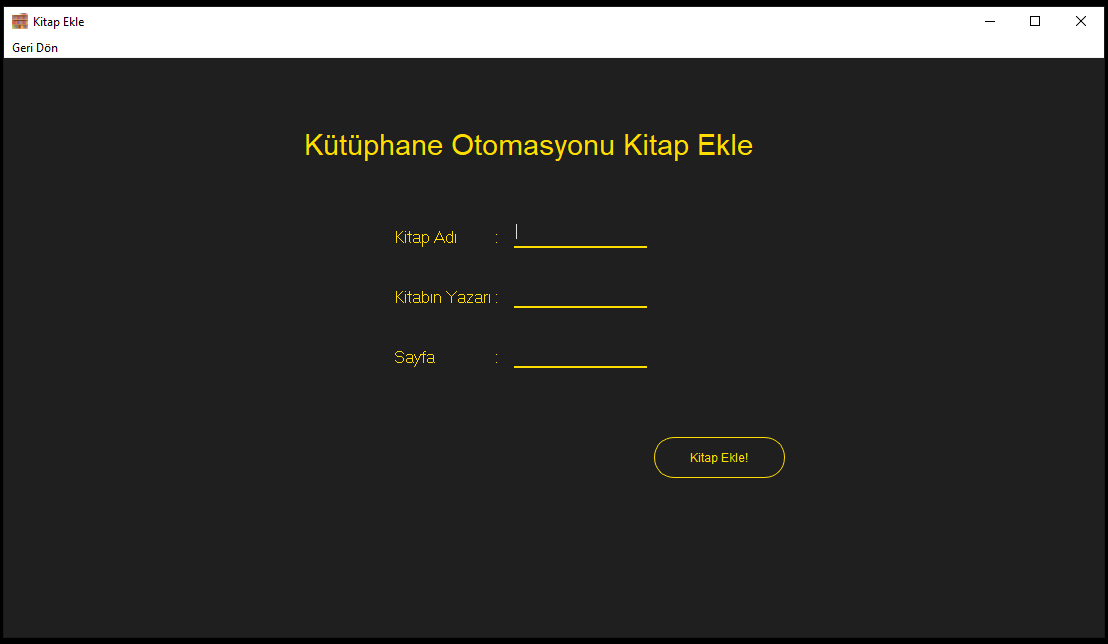 Kitap Ekle
Geri Dön
Kütüphane Otomasyonu Kitap Ekle
Kitap Adı :
Kitabın Yazarı :
Sayfa :
Kitap Ekle!